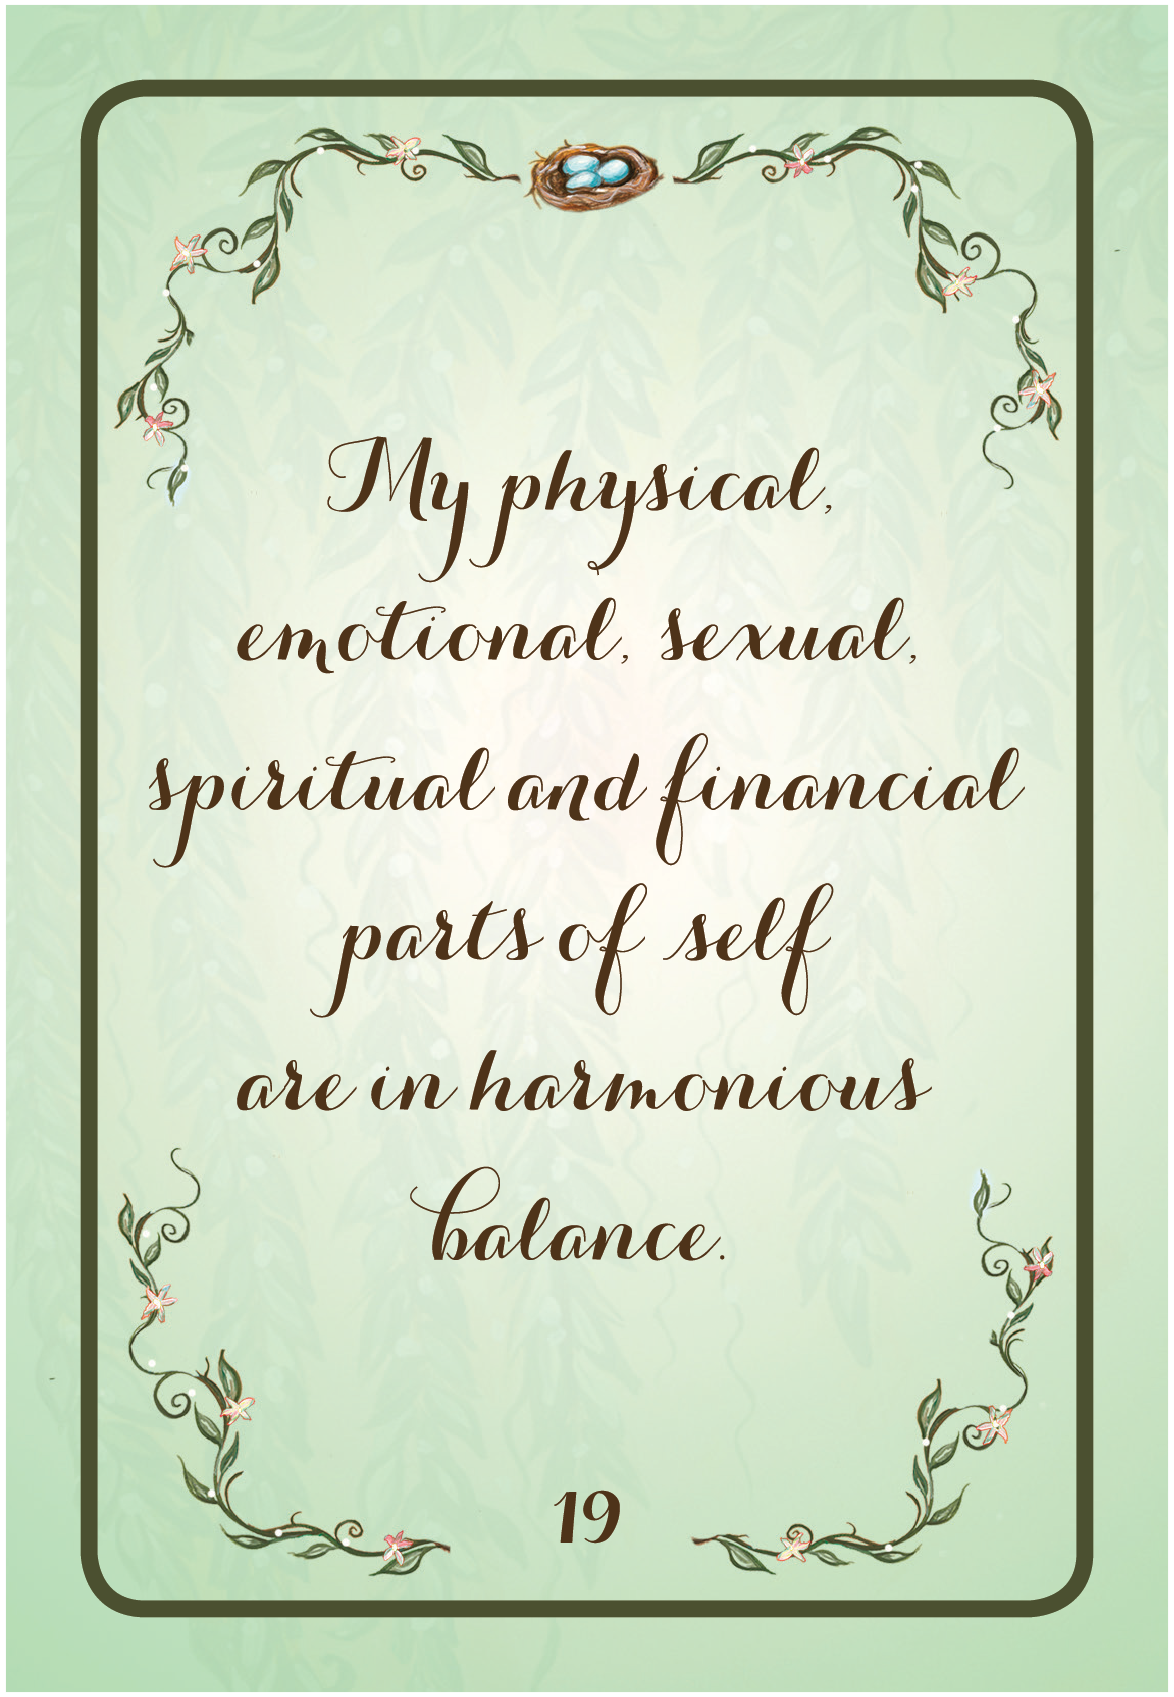 My physical,
emotional, sexual,
spiritual and financial
parts of self
are in harmonious
balance.
19